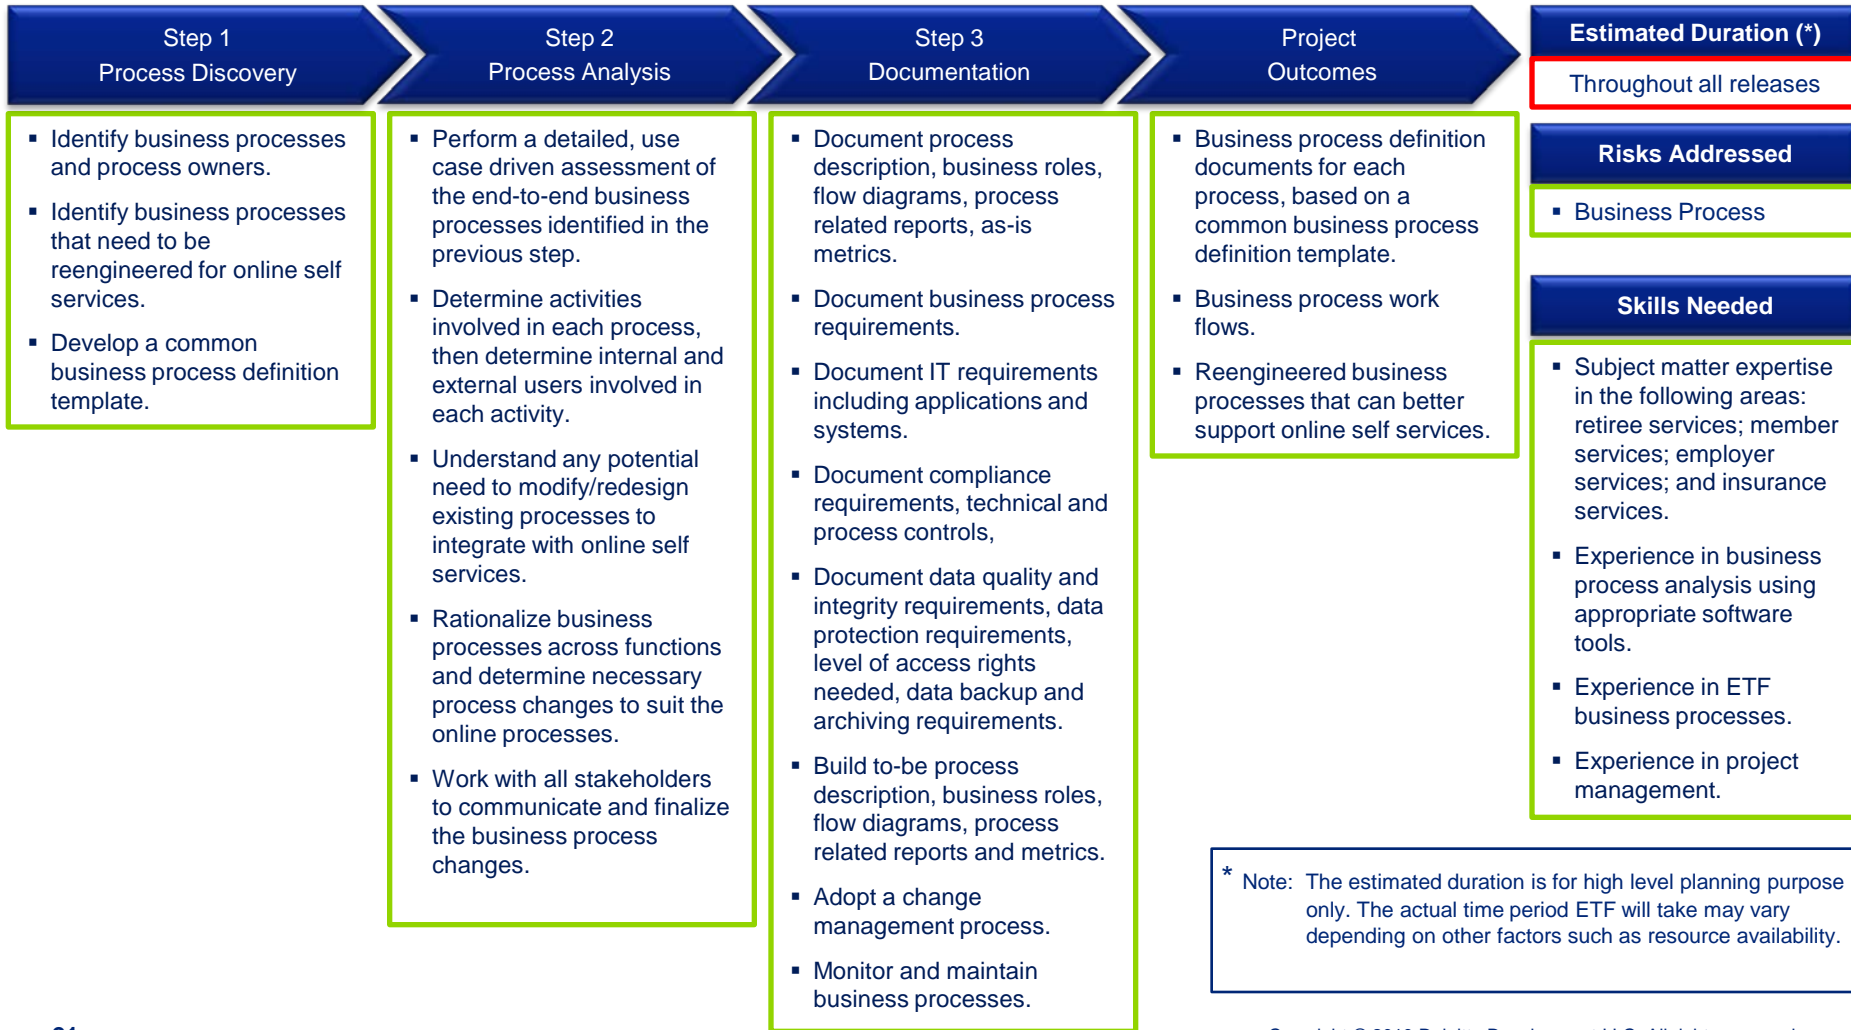 Step 1
Process Discovery
Step 2
Process Analysis
Step 3
Documentation
Project
Outcomes
▪ Identify business processes
and process owners.
▪ Identify business processes
that need to be
reengineered for online self
services.
▪ Develop a common
business process definition
template.
▪ Perform a detailed, use
case driven assessment of
the end-to-end business
processes identified in the
previous step.
▪ Determine activities
involved in each process,
then determine internal and
external users involved in
each activity.
▪ Understand any potential
need to modify/redesign
existing processes to
integrate with online self
services.
▪ Rationalize business
processes across functions
and determine necessary
process changes to suit the
online processes.
▪ Work with all stakeholders
to communicate and finalize
the business process
changes.
▪ Document process
description, business roles,
flow diagrams, process
related reports, as-is
metrics.
▪ Document business process
requirements.
▪ Document IT requirements
including applications and
systems.
▪ Document compliance
requirements, technical and
process controls,
▪ Document data quality and
integrity requirements, data
protection requirements,
level of access rights
needed, data backup and
archiving requirements.
▪ Build to-be process
description, business roles,
flow diagrams, process
related reports and metrics.
▪ Adopt a change
management process.
▪ Monitor and maintain
business processes.
▪ Business process definition
documents for each
process, based on a
common business process
definition template.
▪ Business process work
flows.
▪ Reengineered business
processes that can better
support online self services.
Estimated Duration (*)
Throughout all releases
Risks Addressed
▪ Business Process
Skills Needed
▪ Subject matter expertise
in the following areas:
retiree services; member
services; employer
services; and insurance
services.
▪ Experience in business
process analysis using
appropriate software
tools.
▪ Experience in ETF
business processes.
▪ Experience in project
management.
* Note: The estimated duration is for high level planning purpose
only. The actual time period ETF will take may vary
depending on other factors such as resource availability.